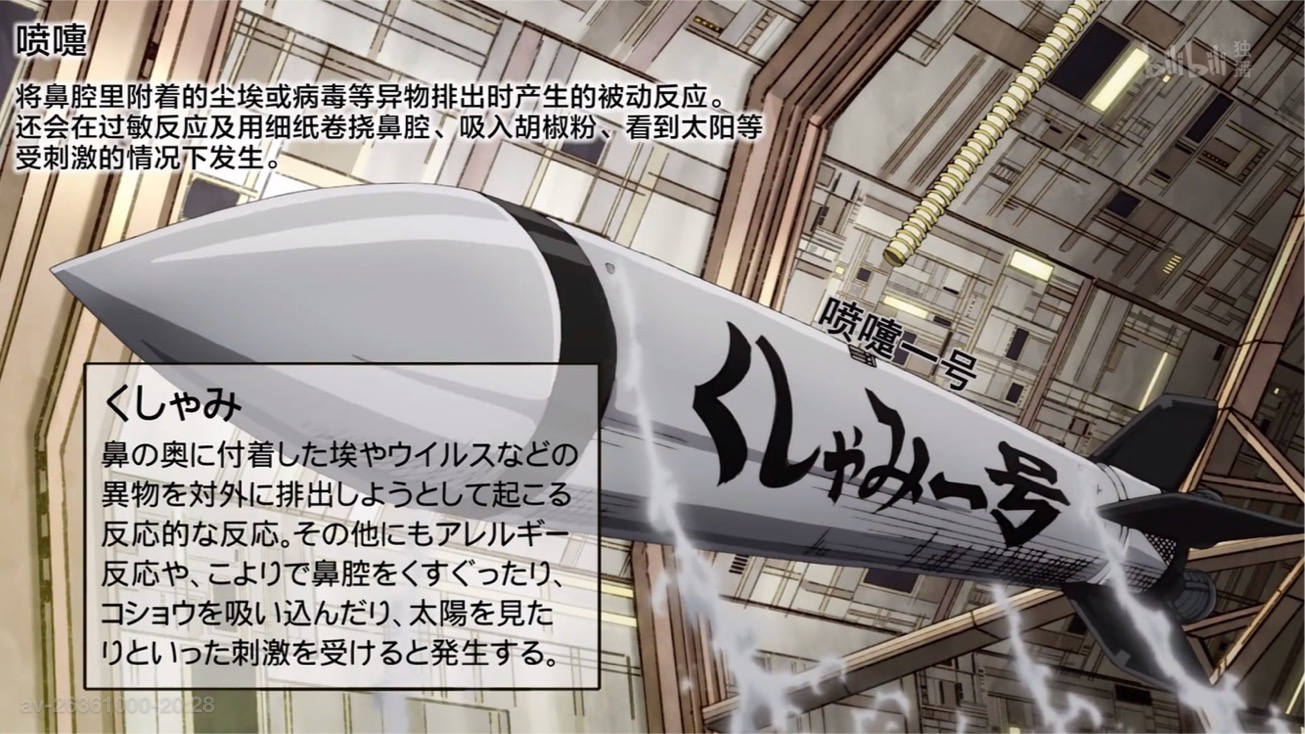 喷嚏
将鼻腔里附着的尘埃或病毒等异物排出时产生的被动反应。
还会在过敏反应及用细纸卷挠鼻腔、吸入胡椒粉、看到太阳等
受刺激的情况下发生。
bilibili 独播
喷嚏一号
くしゃみ一号
くしゃみ
鼻の奥に付着した埃やウイルスなどの
異物を対外に排出しようとして起こる
反応的な反応。その他にもアレルギー
反応や、こよりで鼻腔をくすぐったり、
コショウを吸い込んだり、太陽を見た
りといった刺激を受けると発生する。
av-26361000-20:28